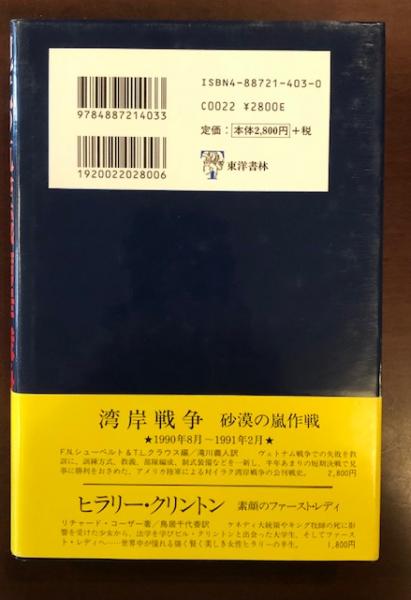 ISBN4-88721-403-0
C0022 ¥2800E
定価:本体2,800円+税
東洋書林
9784887214033
1920022028006
湾岸戦争 砂漠の嵐作戦
★1990年8月~1991年2月★
F.N.シューベルト&T.L.クラウス編/滝川義人訳 ヴェトナム戦争での失敗を教
訓に、訓練方式、教義、部隊編成、制式装備などを一新し、半年あまりの短期決戦で見
事に勝利をおさめた、アメリカ陸軍による対イラク湾岸戦争の公刊戦史。 2,800円
ヒラリー・クリントン 素顔のファースト・レディ
リチャード・コーザー著/鳥居千代香訳 ケネディ大統領やキング牧師の死に影
響を受けた少女から、法学を学びビル・クリントンと出会った大学生、そしてファース
ト・レディへ……世界中が憧れる強く賢く美しき女性ヒラリーの半生。 1,800円